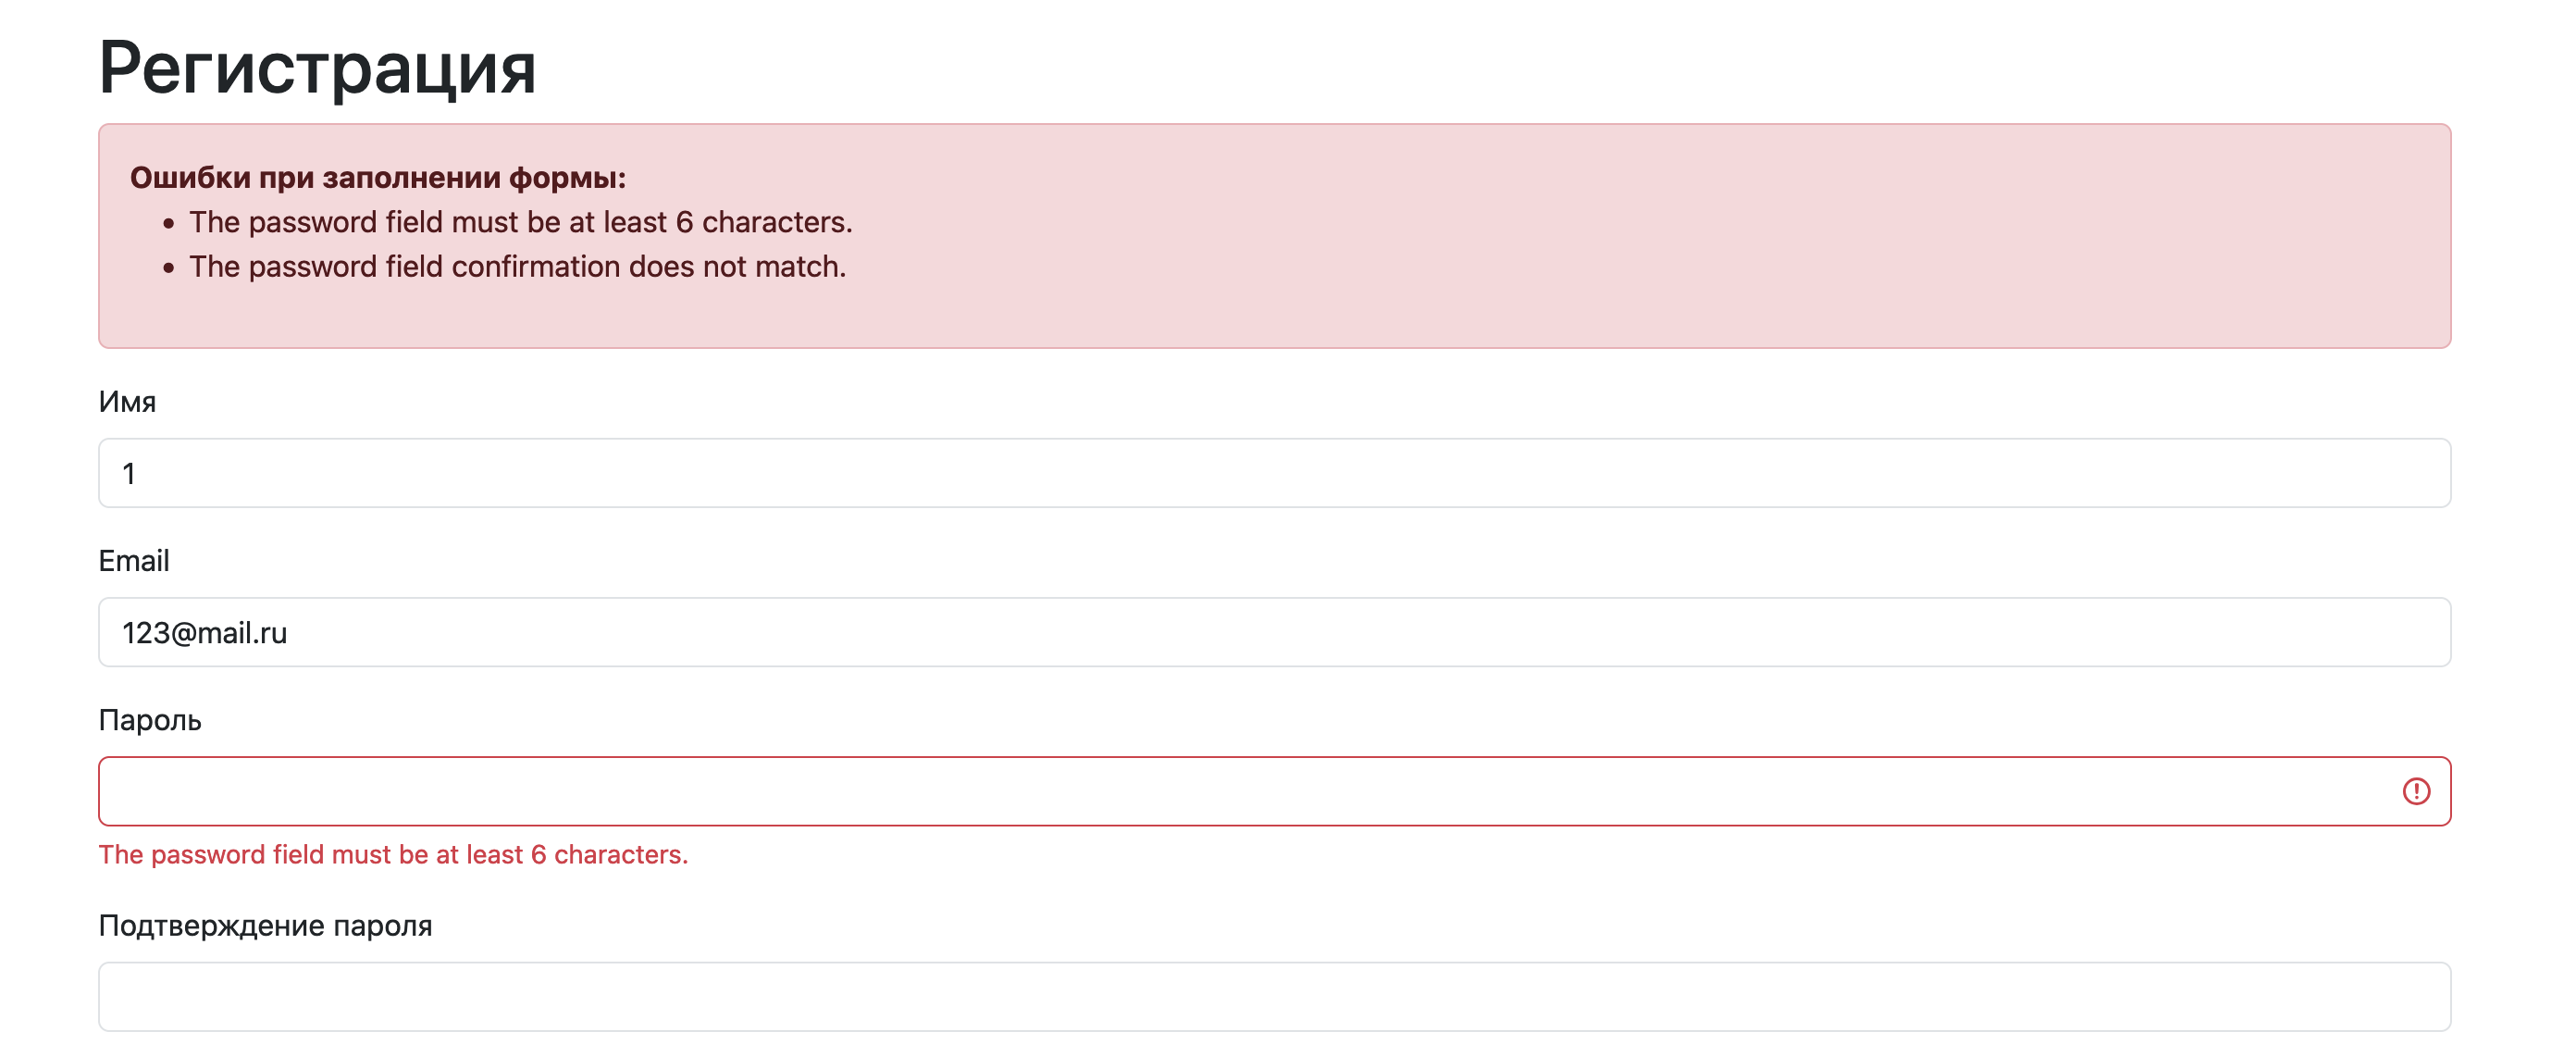 Регистрация
Ошибки при заполнении формы:
The password field must be at least 6 characters.
The password field confirmation does not match.
Имя
1
Email
123@mail.ru
Пароль
The password field must be at least 6 characters.
Подтверждение пароля